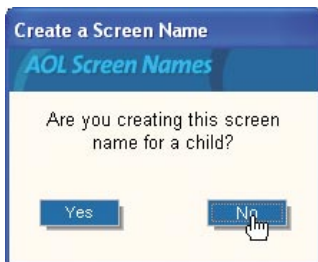 Create a Screen Name
AOL Screen Names
Are you creating this screen
name for a child?
Yes
No